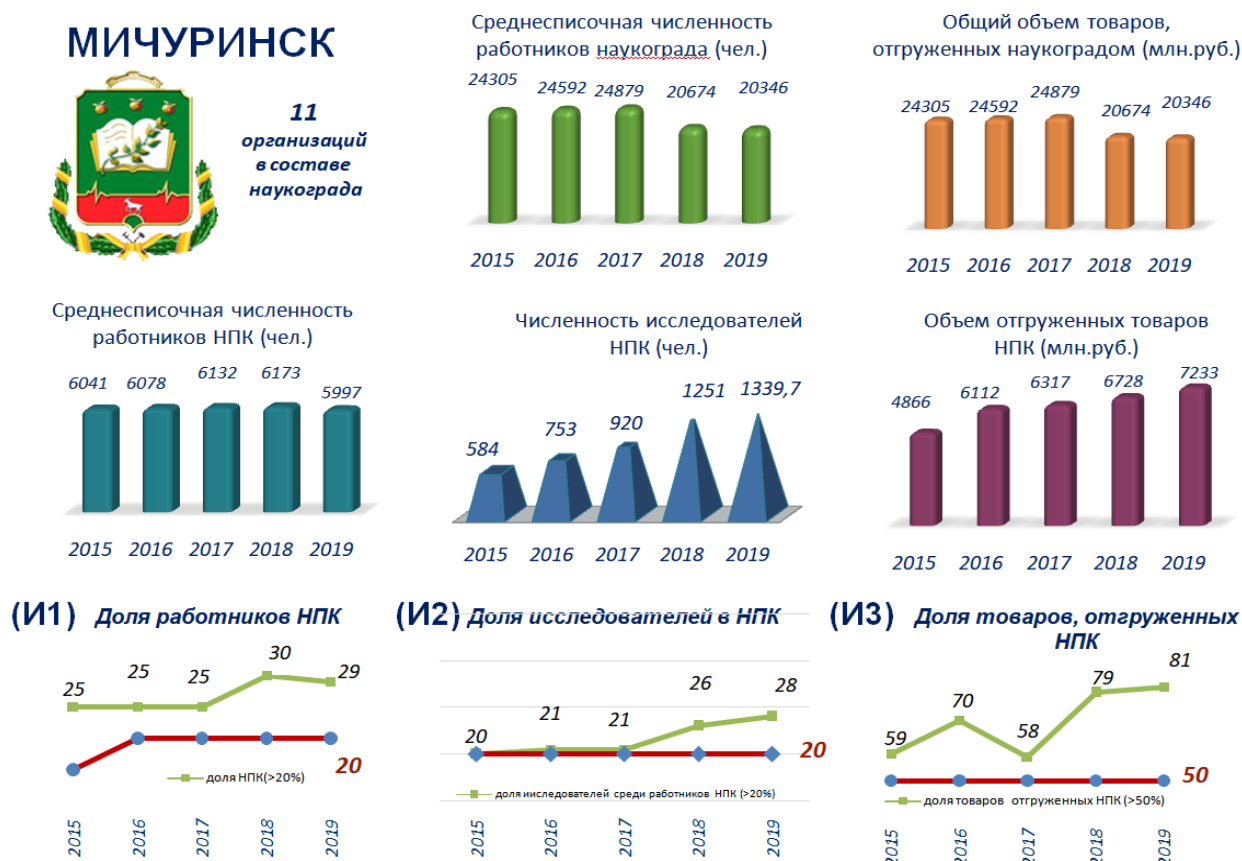 МИЧУРИНСК
11
организаций
в составе
наукограда
Среднесписочная численность
работников наукограда (чел.)
24305 24592 24879 20674 20346
2015 2016 2017 2018 2019
Общий объем товаров,
отгруженных наукоградом (млн.руб.)
24305 24592 24879 20674 20346
2015 2016 2017 2018 2019
Среднесписочная численность
работников НПК (чел.)
6041 6078 6132 6173 5997
2015 2016 2017 2018 2019
Численность исследователей
НПК (чел.)
584 753 920 1251 1339,7
2015 2016 2017 2018 2019
Объем отгруженных товаров
НПК (млн.руб.)
4866 6112 6317 6728 7233
2015 2016 2017 2018 2019
(И1) Доля работников НПК
25 25 25 30 29
20
доля НПК(>20%)
2015 2016 2017 2018 2019
(И2) Доля исследователей в НПК
20 21 21 26 28
20
доля ииследователей среди работников НПК (>20%)
2015 2016 2017 2018 2019
(И3) Доля товаров, отгруженных
НПК
59 70 58 79 81
50
доля товаров отгруженных НПК (>50%)
2015 2016 2017 2018 2019